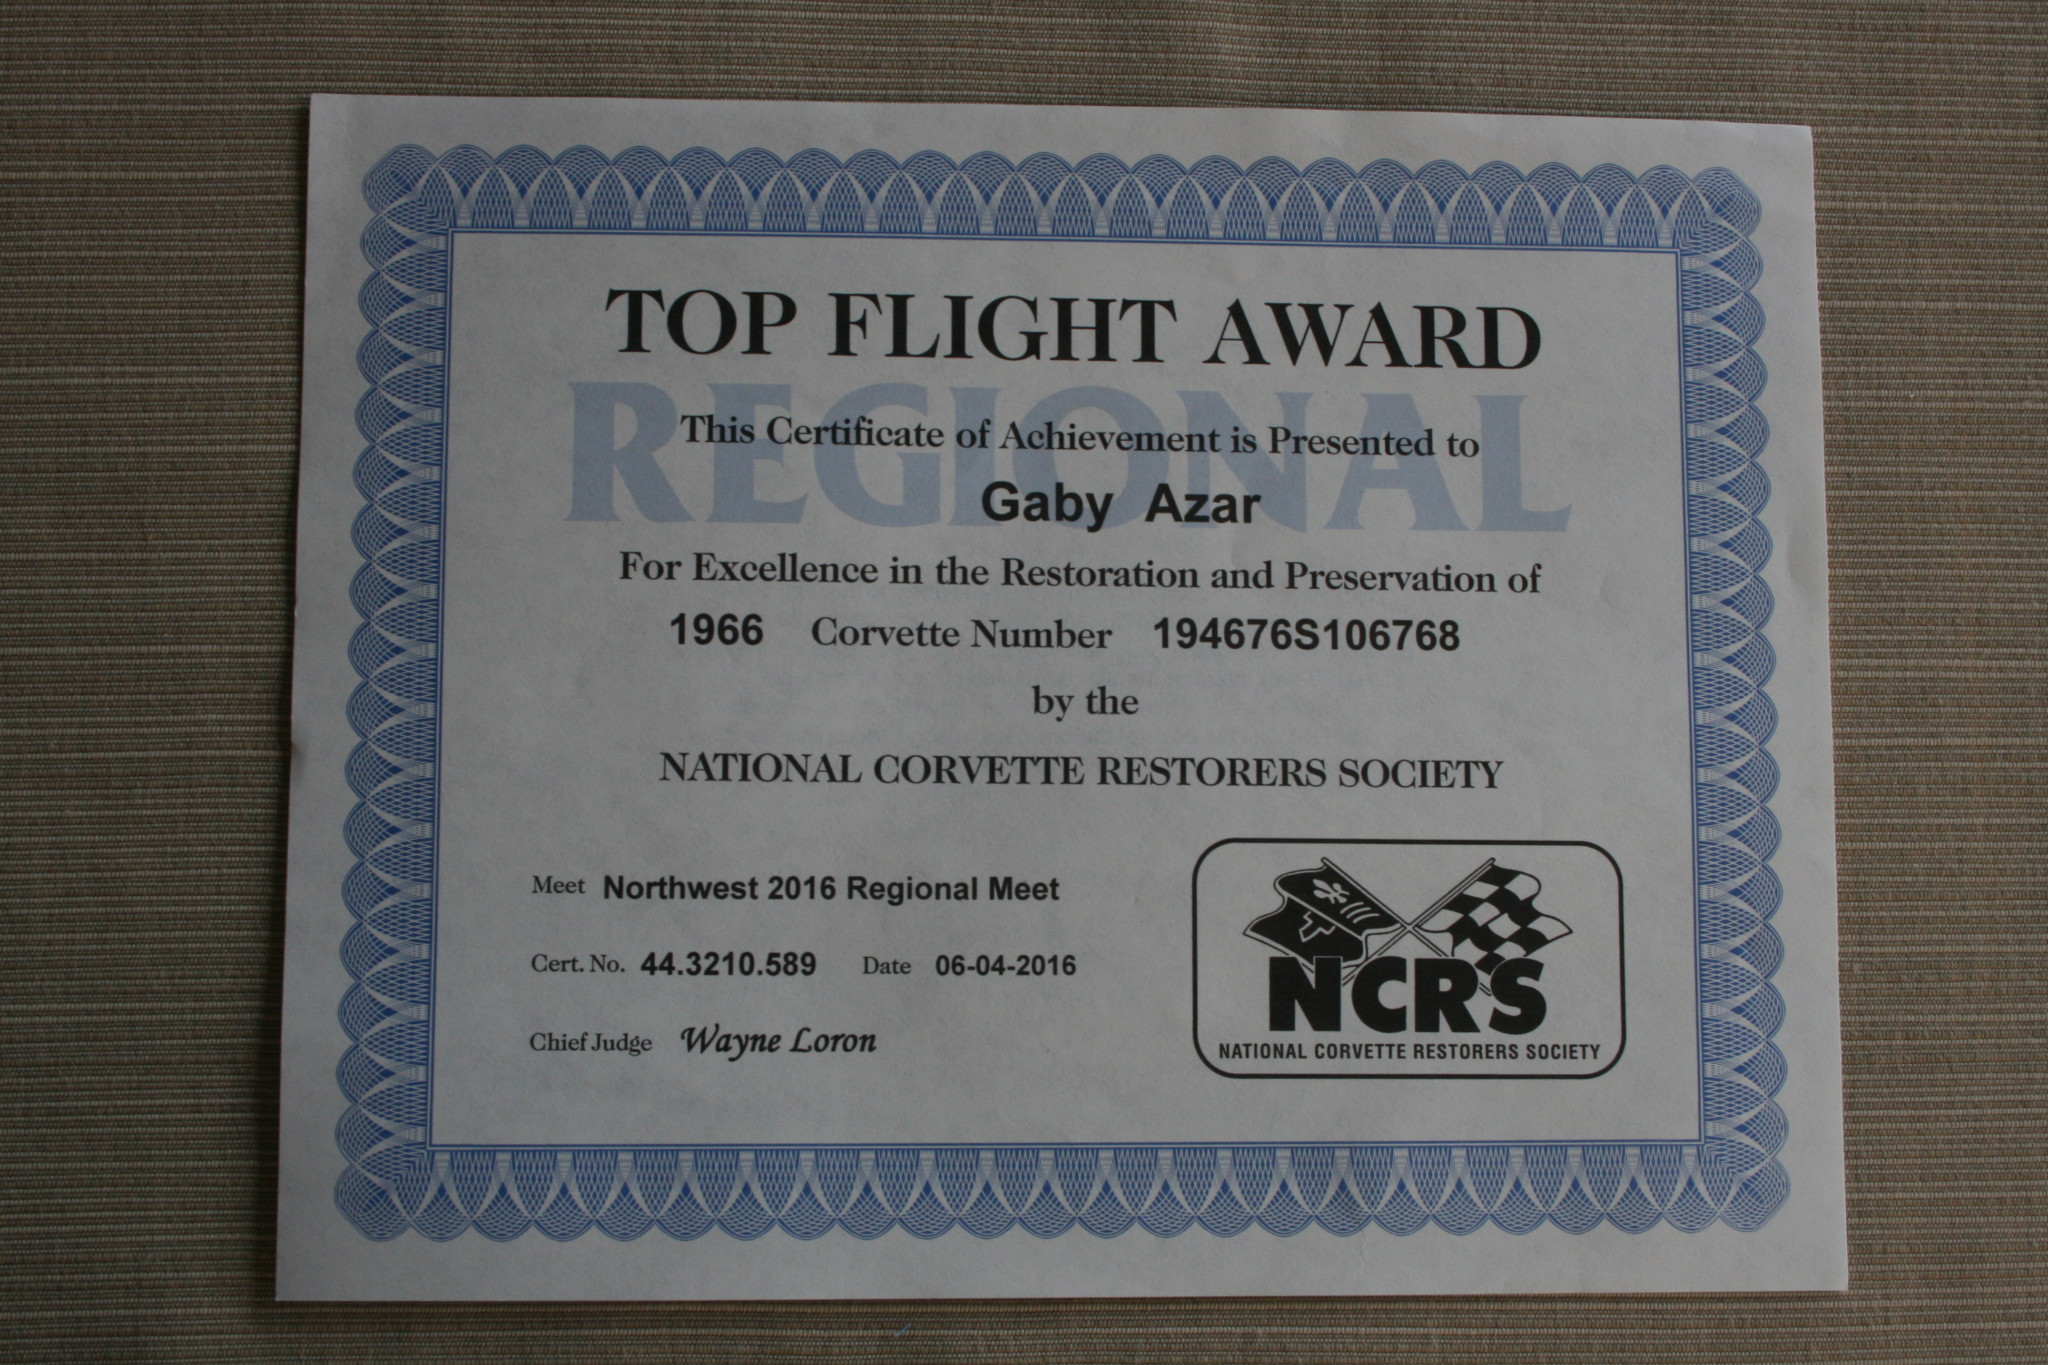 TOP FLIGHT AWARD
REGIONAL
This Certificate of Achievement is Presented to
Gaby Azar
For Excellence in the Restoration and Preservation of
1966 Corvette Number 194676S106768
by the
NATIONAL CORVETTE RESTORERS SOCIETY
Meet Northwest 2016 Regional Meet
Cert. No. 44.3210.589 Date 06-04-2016
Chief Judge Wayne Loron
NCRS
NATIONAL CORVETTE RESTORERS SOCIETY